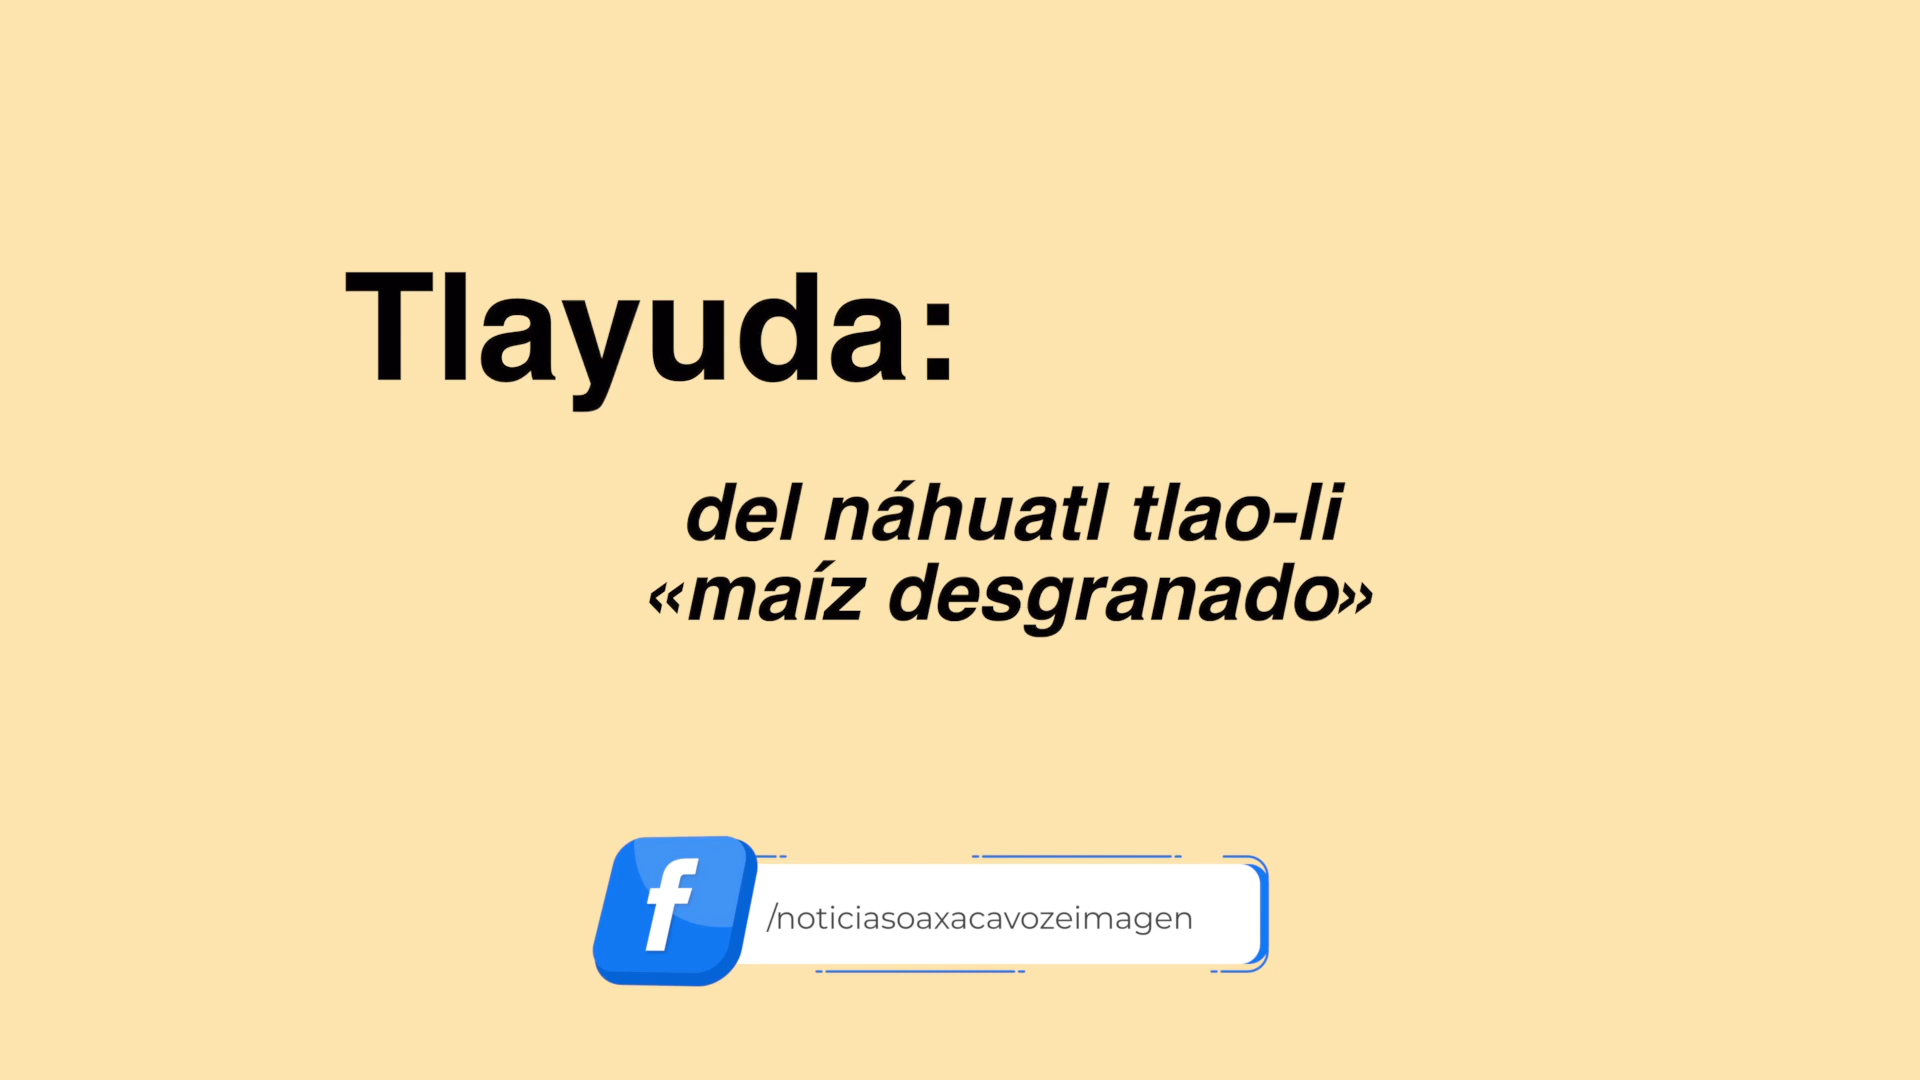 Tlayuda:
del náhuatl tlao-li
«maíz desgranado»
/noticiasoaxacavozeimagen